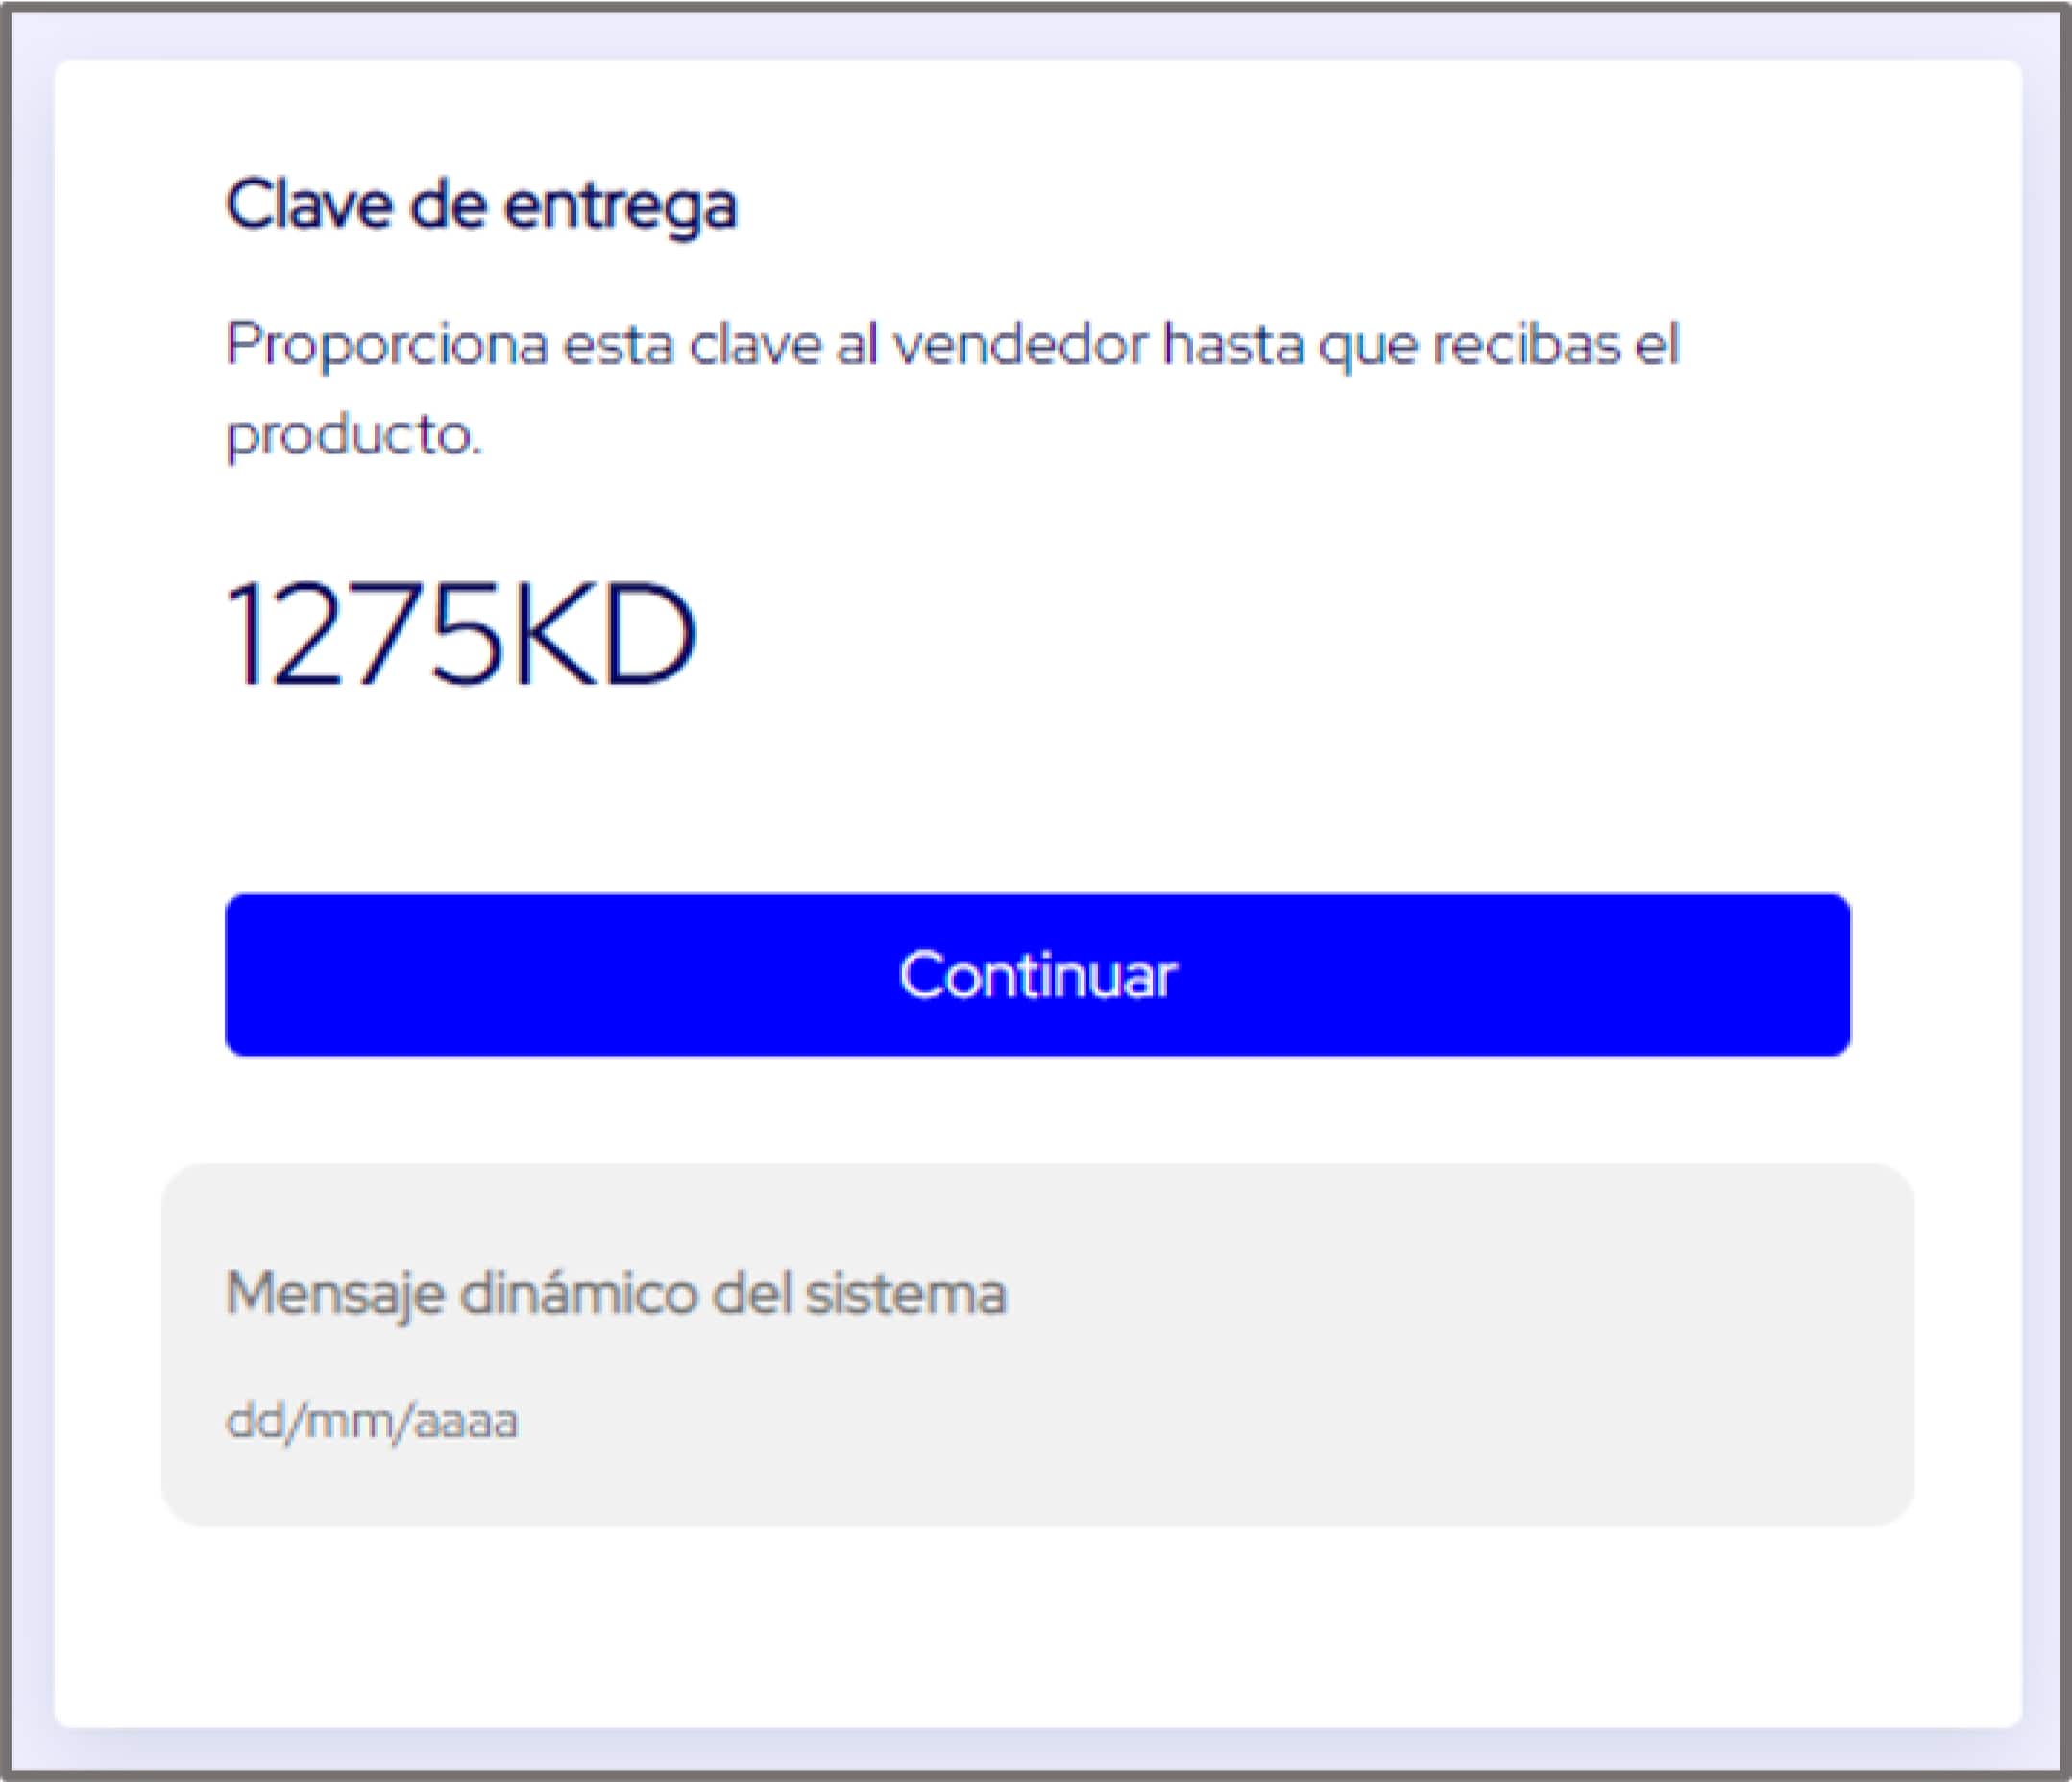 Clave de entrega
Proporciona esta clave al vendedor hasta que recibas el
producto.
1275KD
Continuar
Mensaje dinámico del sistema
dd/mm/aaaa